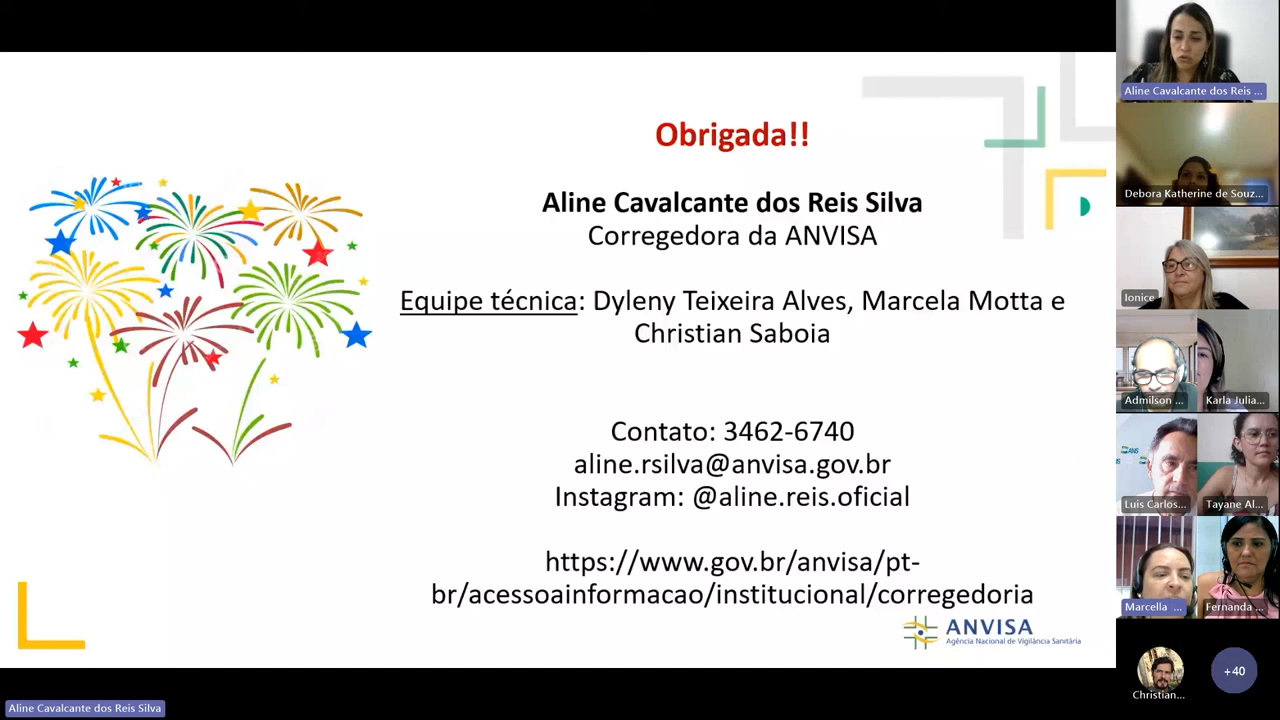 Obrigada!!
Aline Cavalcante dos Reis Silva
Corregedora da ANVISA
Equipe técnica: Dyleny Teixeira Alves, Marcela Motta e
Christian Saboia
Contato: 3462-6740
aline.rsilva@anvisa.gov.br
Instagram: @aline.reis.oficial
https://www.gov.br/anvisa/pt-
br/acessoainformacao/institucional/corregedoria
ANVISA
Agência Nacional de Vigilância Sanitária
Aline Cavalcante dos Reis Silva
Aline Cavalcante dos Reis ...
Debora Katherine de Souz...
Ionice
Admilson ...
Karla Julia...
ANS
Luis Carlos...
Tayane Al...
Marcella ...
Fernanda ...
Christian...
+40